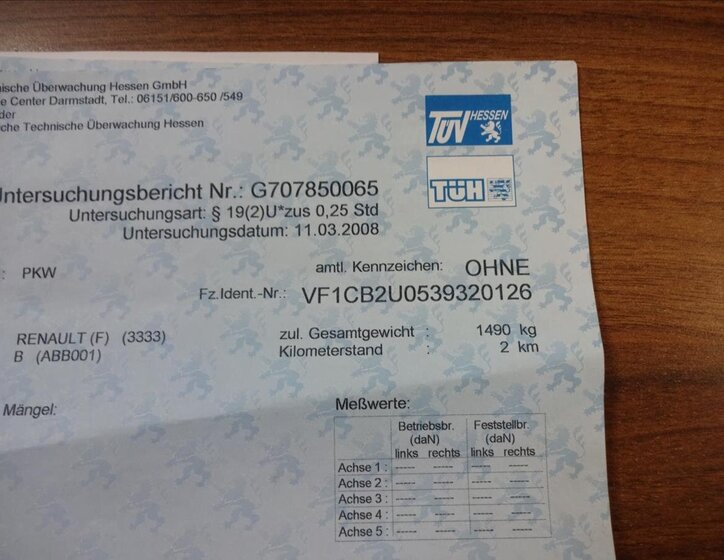 nische Überwachung Hessen GmbH
e Center Darmstadt, Tel.: 06151/600-650 /549
der
che Technische Überwachung Hessen
TÜV HESSEN
TÜH
Untersuchungsbericht Nr.: G707850065
Untersuchungsart: § 19(2)U*zus 0,25 Std
Untersuchungsdatum: 11.03.2008
: PKW
amtl. Kennzeichen: OHNE
Fz.Ident.-Nr.: VF1CB2U0539320126
RENAULT (F) (3333)
zul. Gesamtgewicht : 1490 kg
B (ABB001)
Kilometerstand : 2 km
Mängel:
Meßwerte:
Betriebsbr. Feststellbr.
(daN) (daN)
links rechts links rechts
Achse 1 : ----- ----- ----- -----
Achse 2 : ----- ----- ----- -----
Achse 3 : ----- ----- ----- -----
Achse 4 : ----- ----- ----- -----
Achse 5 : ----- ----- ----- -----